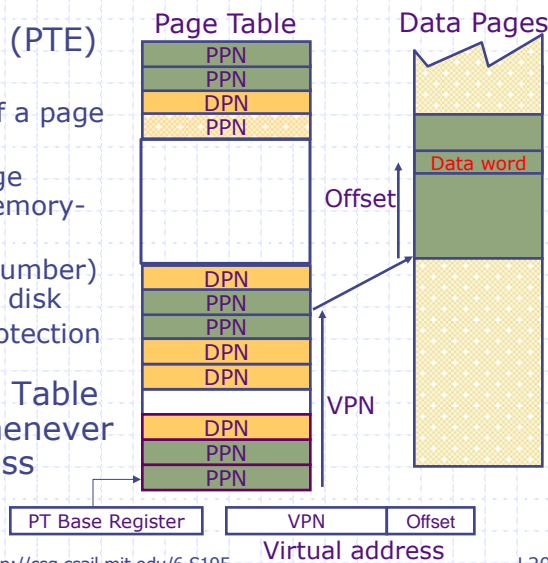 Page Table
Data Pages
(PTE)
PPN
PPN
DPN
PPN
f a page
ge
emory-
umber)
disk
otection
Table
henever
ss
Data word
Offset
DPN
PPN
PPN
DPN
DPN
VPN
DPN
PPN
PPN
PT Base Register
VPN
Offset
Virtual address